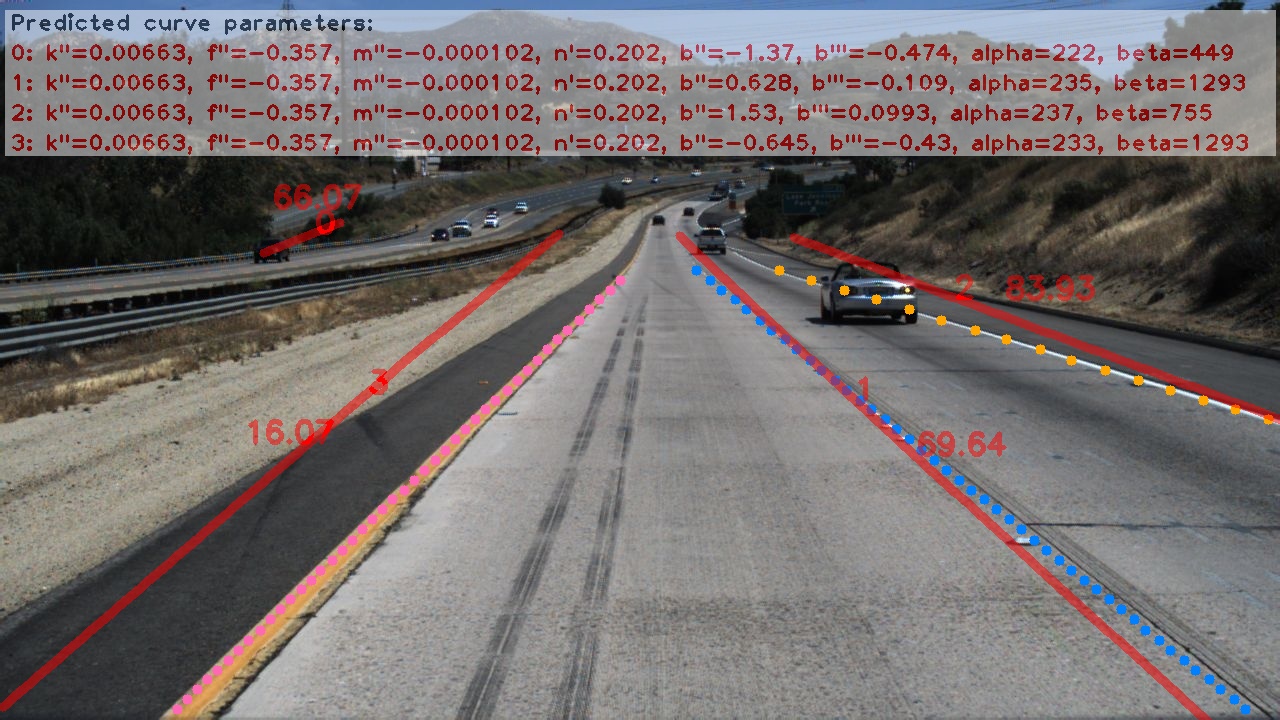 Predicted curve parameters:
0: k''=0.00663, f''=-0.357, m''=-0.000102, n'=0.202, b''=-1.37, b'''=-0.474, alpha=222, beta=449
1: k''=0.00663, f''=-0.357, m''=-0.000102, n'=0.202, b''=0.628, b'''=-0.109, alpha=235, beta=1293
2: k''=0.00663, f''=-0.357, m''=-0.000102, n'=0.202, b''=1.53, b'''=0.0993, alpha=237, beta=755
3: k''=0.00663, f''=-0.357, m''=-0.000102, n'=0.202, b''=-0.645, b'''=-0.43, alpha=233, beta=1293
66.07
0
2 83.93
3
1
16.07
69.64